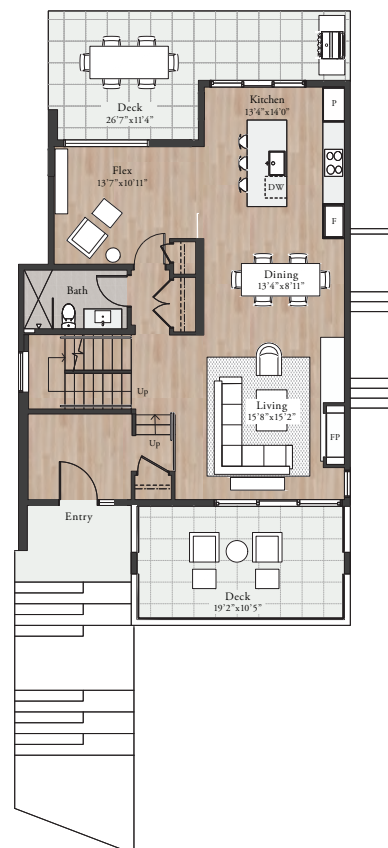 Deck
26'7"x11'4"
Kitchen
13'4"x14'0"
P
Flex
13'7"x10'11"
DW
F
Dining
13'4"x8'11"
Bath
Up
Living
15'8"x15'2"
Up
FP
Entry
Deck
19'2"x10'5"